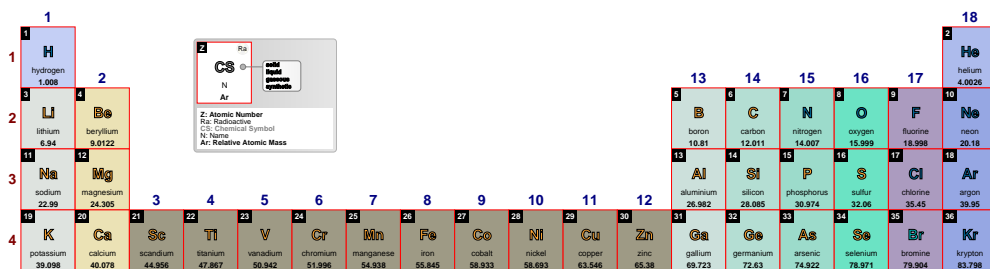 1 18
1 H hydrogen 1.008
2 He helium 4.0026
Z Ra
CS
N
Ar
solid
liquid
gaseous
synthetic
Z: Atomic Number
Ra: Radioactive
CS: Chemical Symbol
N: Name
Ar: Relative Atomic Mass
1
2 13 14 15 16 17
3 Li lithium 6.94
4 Be beryllium 9.0122
5 B boron 10.81
6 C carbon 12.011
7 N nitrogen 14.007
8 O oxygen 15.999
9 F fluorine 18.998
10 Ne neon 20.18
2
11 Na sodium 22.99
12 Mg magnesium 24.305
13 Al aluminium 26.982
14 Si silicon 28.085
15 P phosphorus 30.974
16 S sulfur 32.06
17 Cl chlorine 35.45
18 Ar argon 39.95
3
3 4 5 6 7 8 9 10 11 12
19 K potassium 39.098
20 Ca calcium 40.078
21 Sc scandium 44.956
22 Ti titanium 47.867
23 V vanadium 50.942
24 Cr chromium 51.996
25 Mn manganese 54.938
26 Fe iron 55.845
27 Co cobalt 58.933
28 Ni nickel 58.693
29 Cu copper 63.546
30 Zn zinc 65.38
31 Ga gallium 69.723
32 Ge germanium 72.63
33 As arsenic 74.922
34 Se selenium 78.971
35 Br bromine 79.904
36 Kr krypton 83.798
4